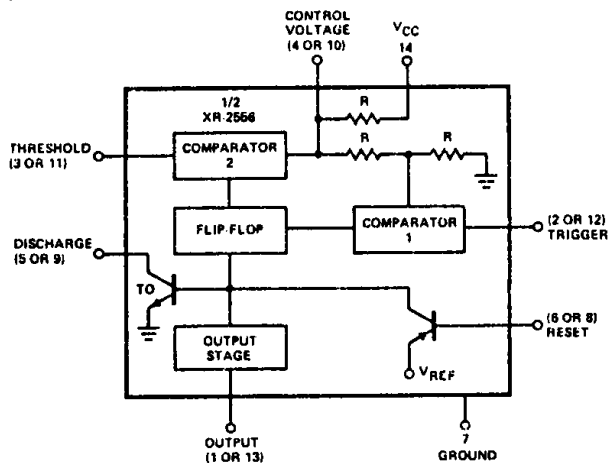 CONTROL
VOLTAGE
(4 OR 10)
VCC
14
1/2
XR-2556
R
THRESHOLD
(3 OR 11)
COMPARATOR
2
R
R
DISCHARGE
(5 OR 9)
FLIP-FLOP
COMPARATOR
1
(2 OR 12)
TRIGGER
TO
OUTPUT
STAGE
(6 OR 8)
RESET
VREF
OUTPUT
(1 OR 13)
7
GROUND